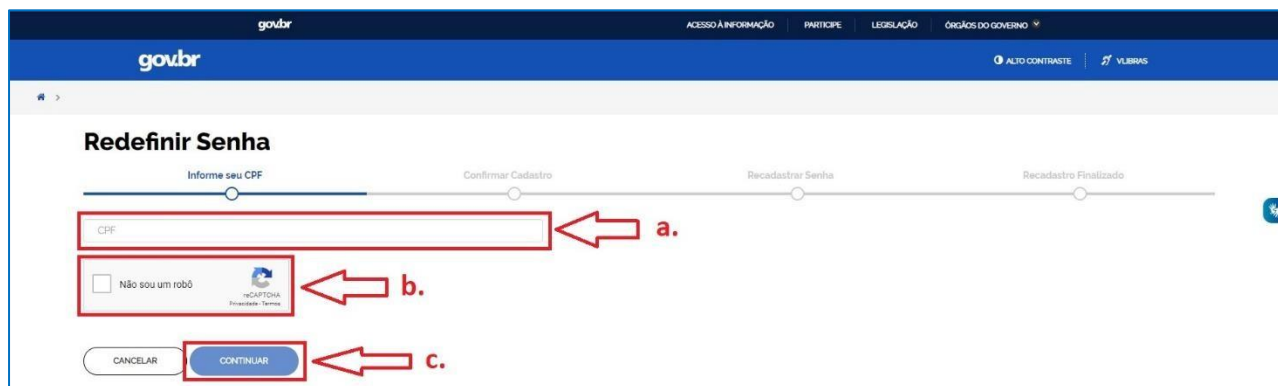 gov.br
ACESSO À INFORMAÇÃO PARTICIPE LEGISLAÇÃO ÓRGÃOS DO GOVERNO
gov.br
ALTO CONTRASTE VLIBRAS
>
Redefinir Senha
Informe seu CPF Confirmar Cadastro Recadastrar Senha Recadastro Finalizado
CPF
a.
Não sou um robô
reCAPTCHA
Privacidade - Termos
b.
CANCELAR CONTINUAR
c.